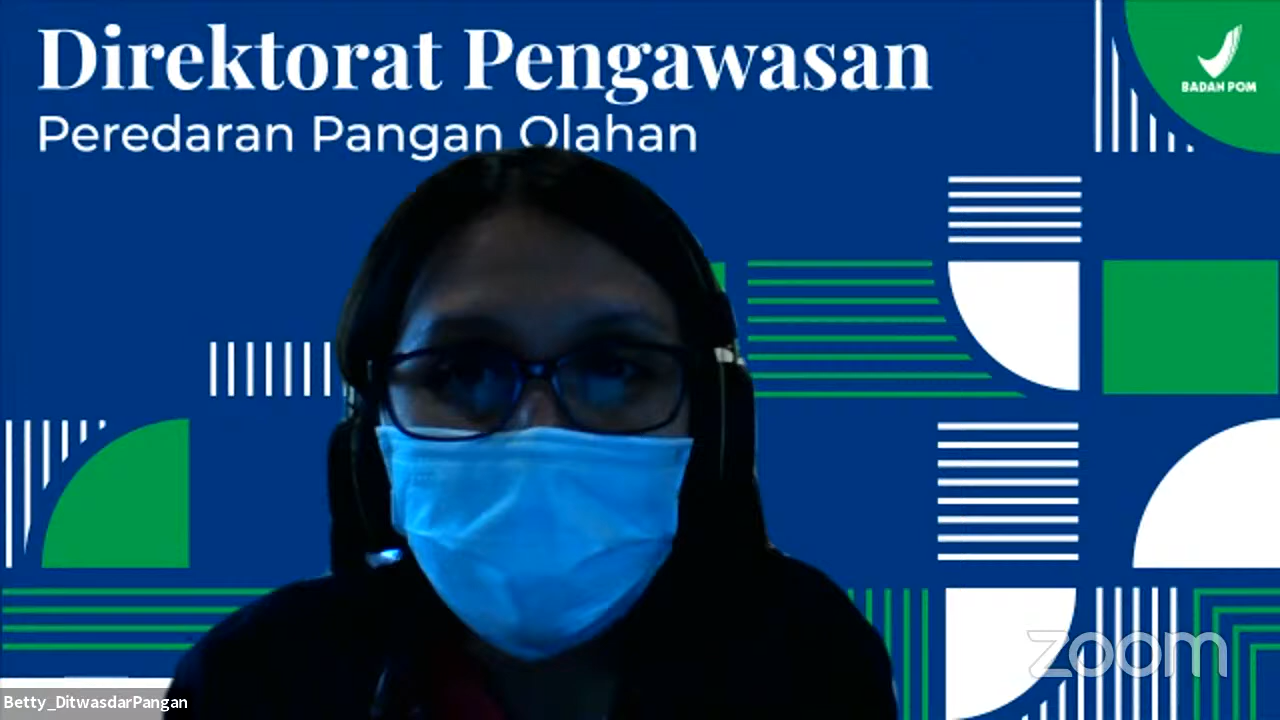 Direktorat Pengawasan
Peredaran Pangan Olahan
BADAN POM
zoom
Betty_DitwasdarPangan